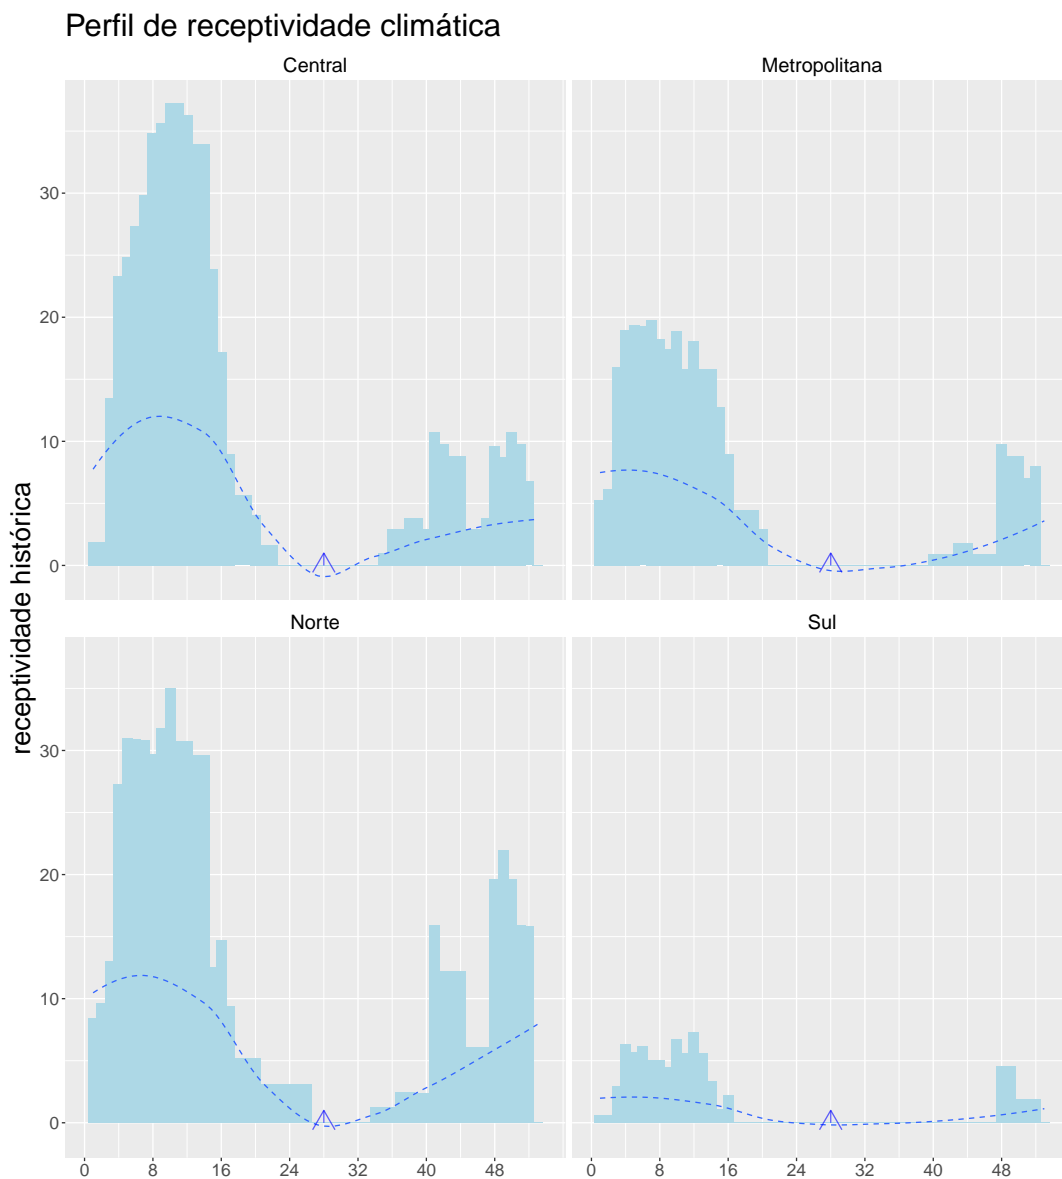 Perfil de receptividade climática
Central
Metropolitana
30
20
10
0
Norte
Sul
receptividade histórica
30
20
10
0
0 8 16 24 32 40 48
0 8 16 24 32 40 48